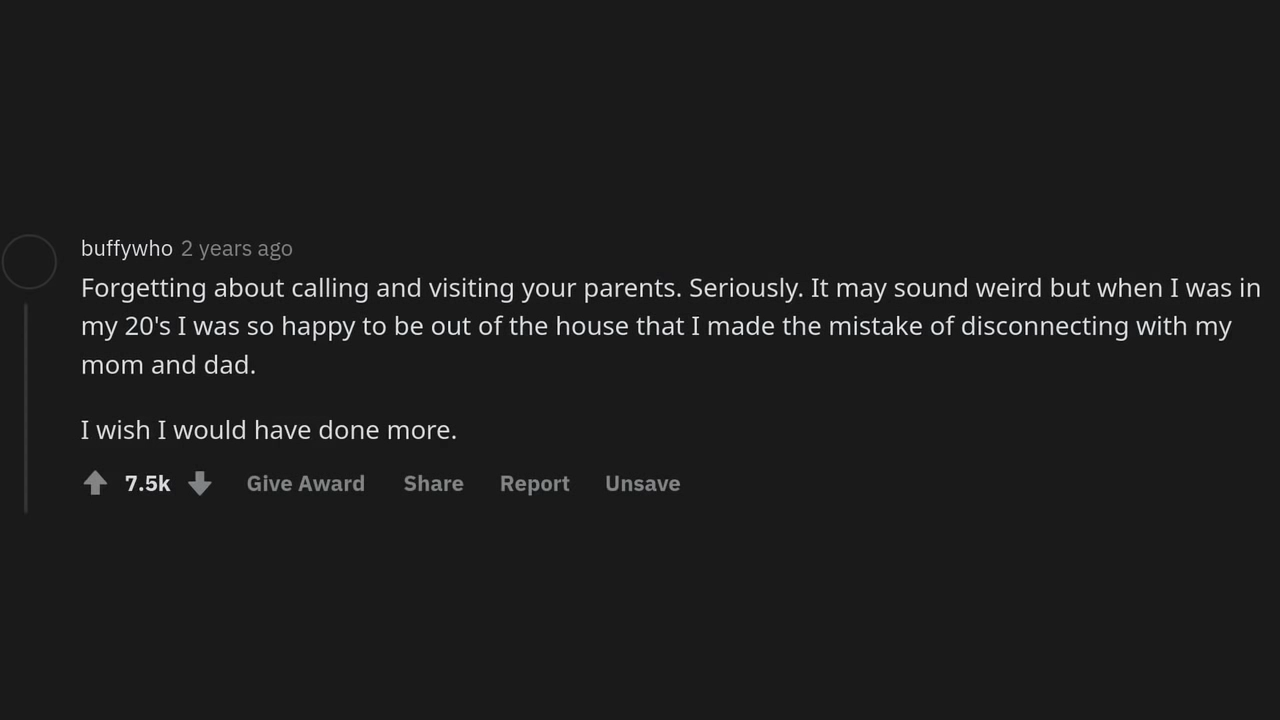 buffywho 2 years ago
Forgetting about calling and visiting your parents. Seriously. It may sound weird but when I was in
my 20's I was so happy to be out of the house that I made the mistake of disconnecting with my
mom and dad.
I wish I would have done more.
7.5k Give Award Share Report Unsave